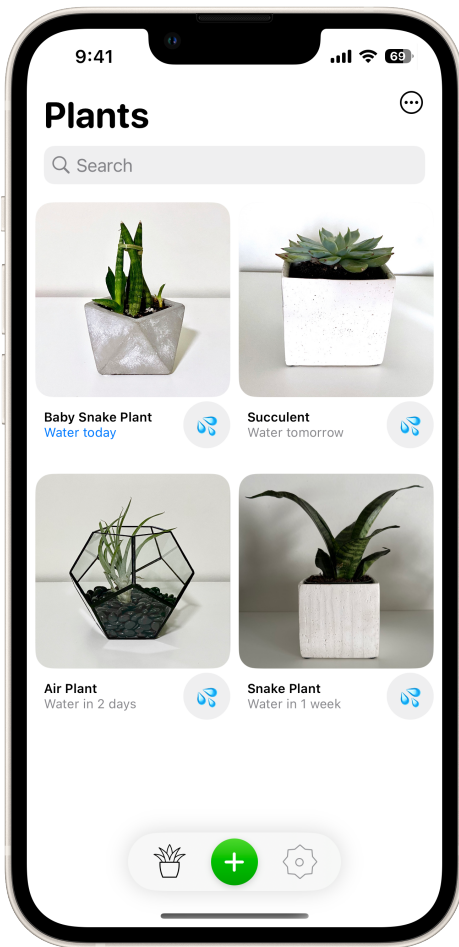 9:41
69
Plants
Search
Baby Snake Plant
Water today
Succulent
Water tomorrow
Air Plant
Water in 2 days
Snake Plant
Water in 1 week